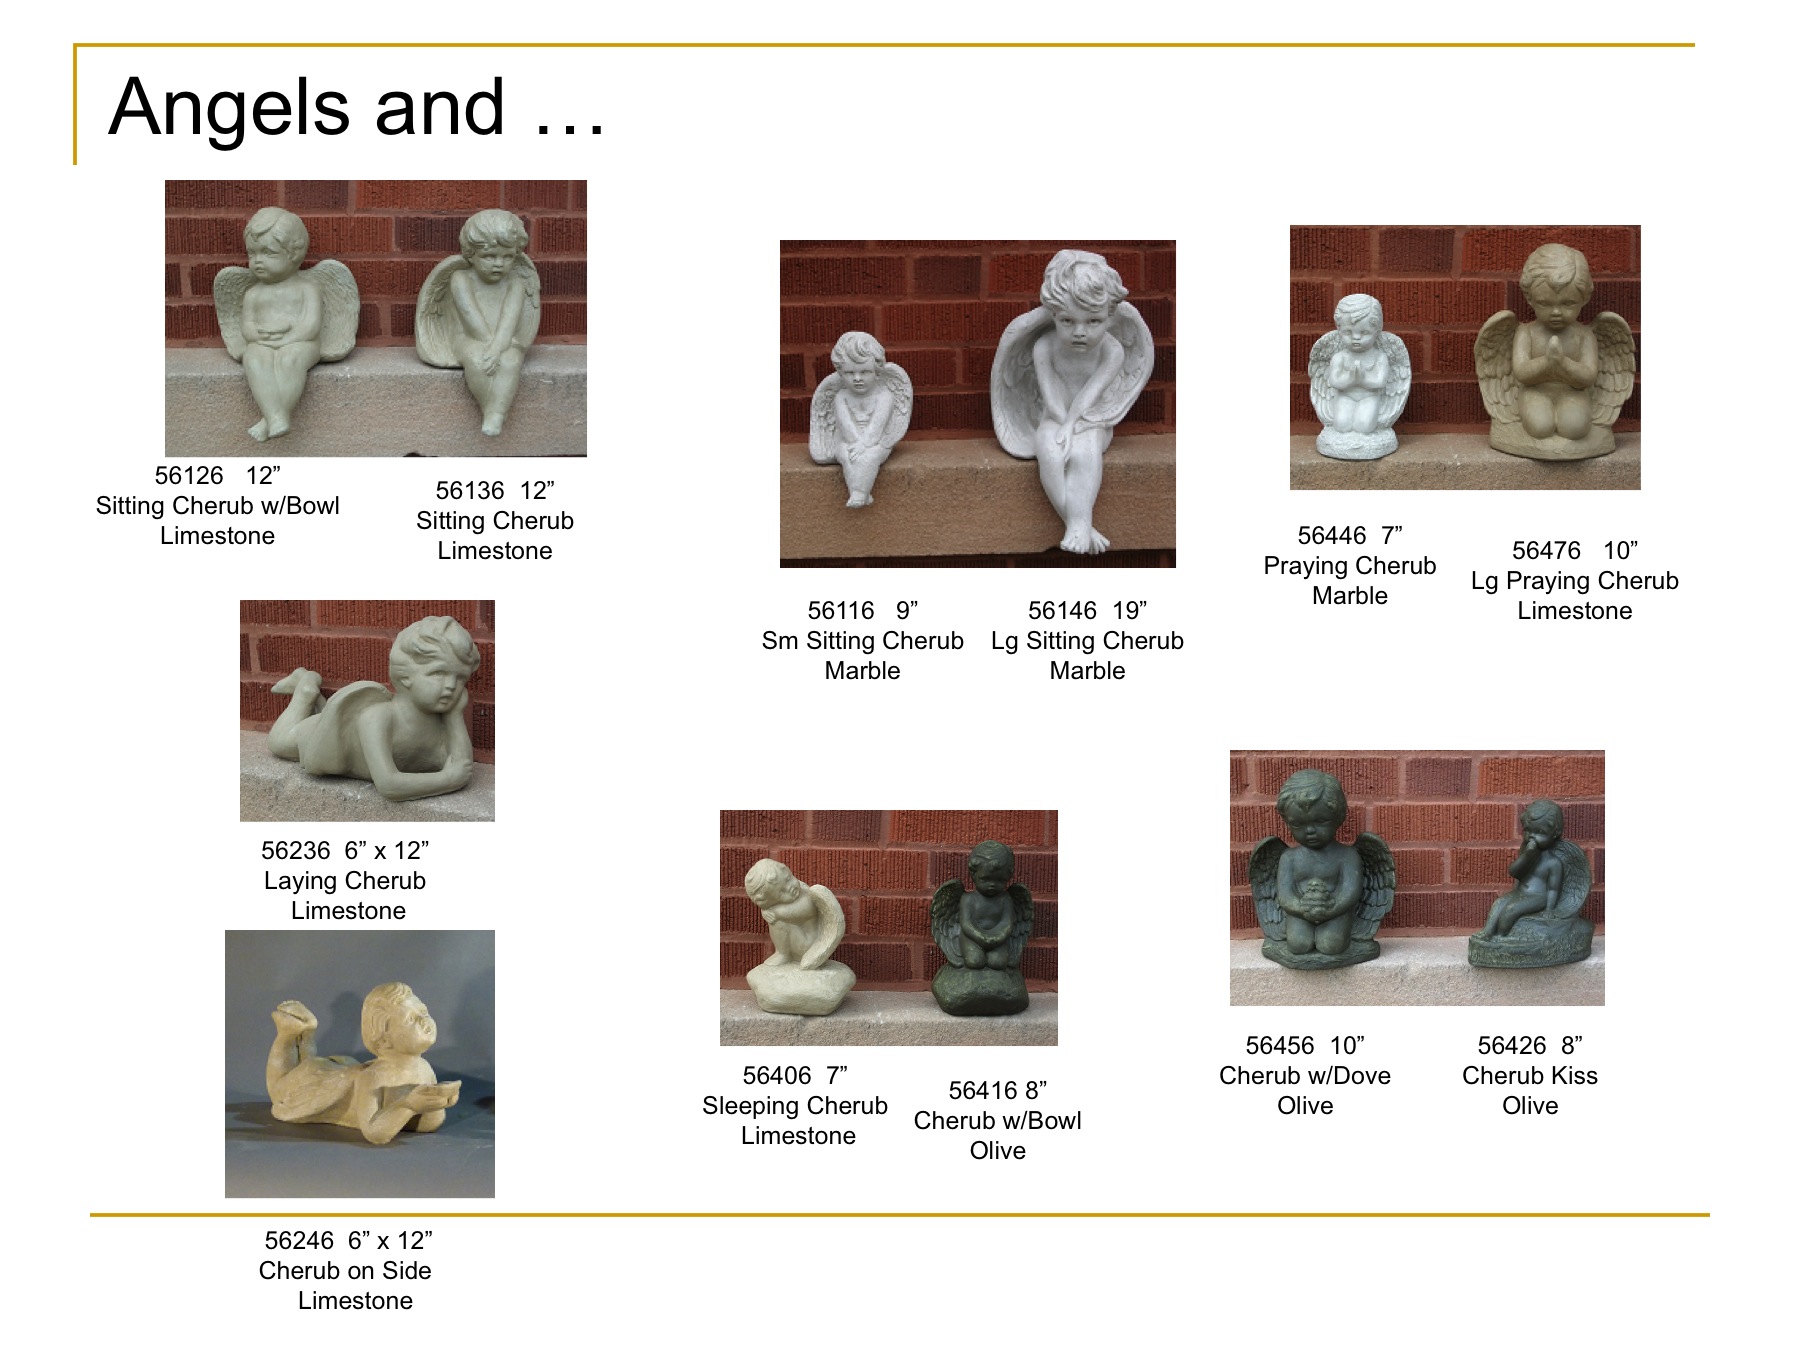 Angels and …
56126 12”
Sitting Cherub w/Bowl
Limestone
56136 12”
Sitting Cherub
Limestone
56116 9”
Sm Sitting Cherub
Marble
56146 19”
Lg Sitting Cherub
Marble
56446 7”
Praying Cherub
Marble
56476 10”
Lg Praying Cherub
Limestone
56236 6” x 12”
Laying Cherub
Limestone
56406 7”
Sleeping Cherub
Limestone
56416 8”
Cherub w/Bowl
Olive
56456 10”
Cherub w/Dove
Olive
56426 8”
Cherub Kiss
Olive
56246 6” x 12”
Cherub on Side
Limestone